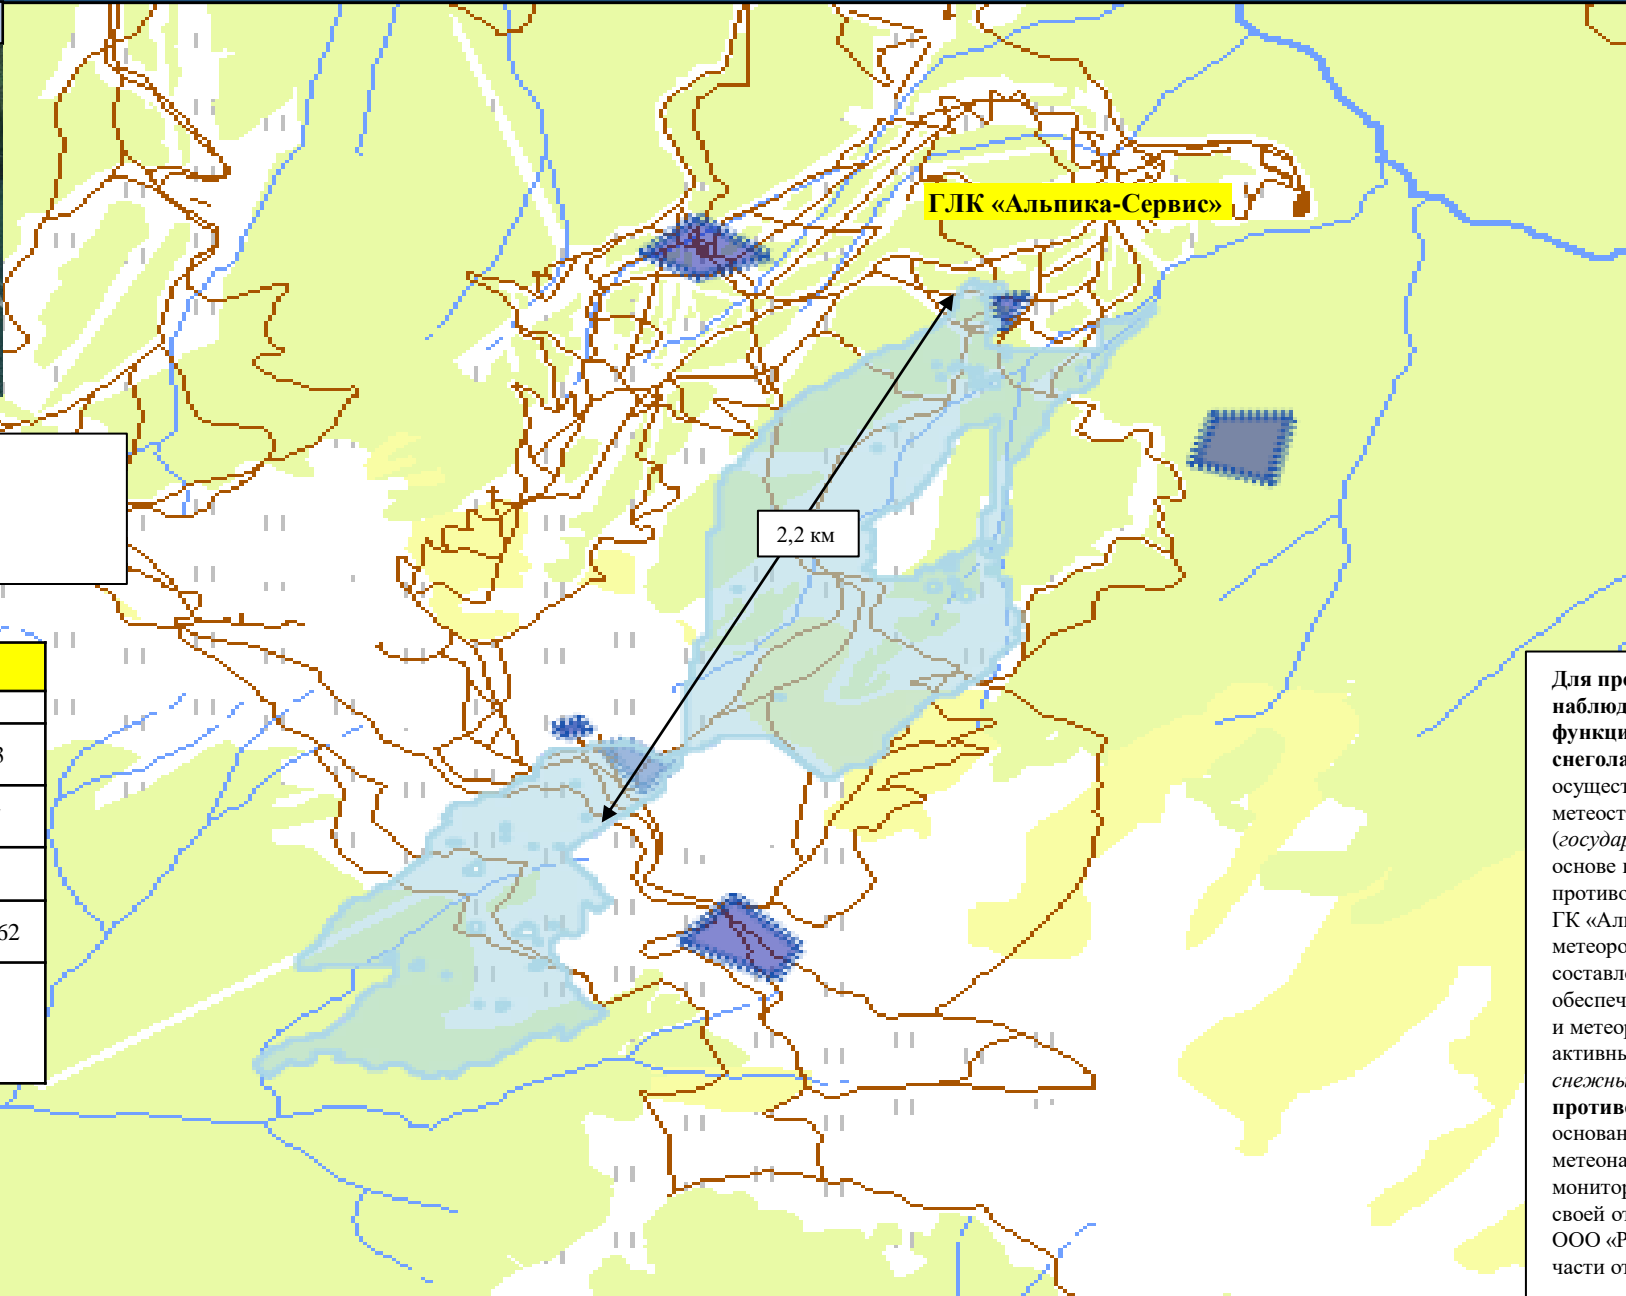 ГЛК «Альпика-Сервис»
2,2 км
3
62
Для про
наблюд
функци
снегола
осущест
метеост
(государ
основе
противо
ГК «Аль
метеоро
составле
обеспеч
и метеор
активны
снежны
противо
основан
метеона
монитор
своей от
ООО «Р
части от